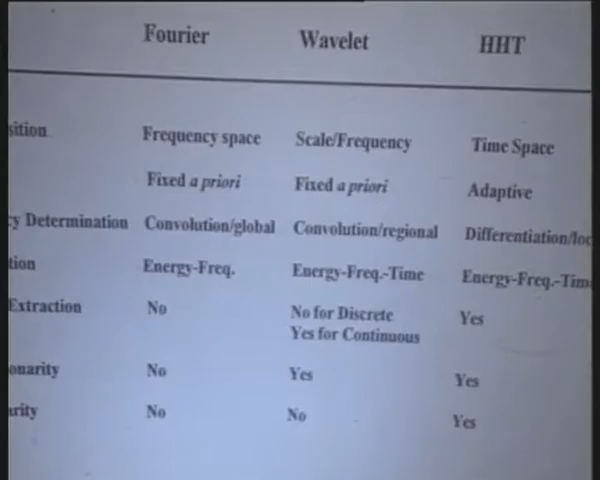 Fourier Wavelet HHT
sition Frequency space Scale/Frequency Time Space
Fixed a priori Fixed a priori Adaptive
cy Determination Convolution/global Convolution/regional Differentiation/loc
tion Energy-Freq. Energy-Freq.-Time Energy-Freq.-Tim
Extraction No No for Discrete Yes
Yes for Continuous
onarity No Yes Yes
arity No No Yes